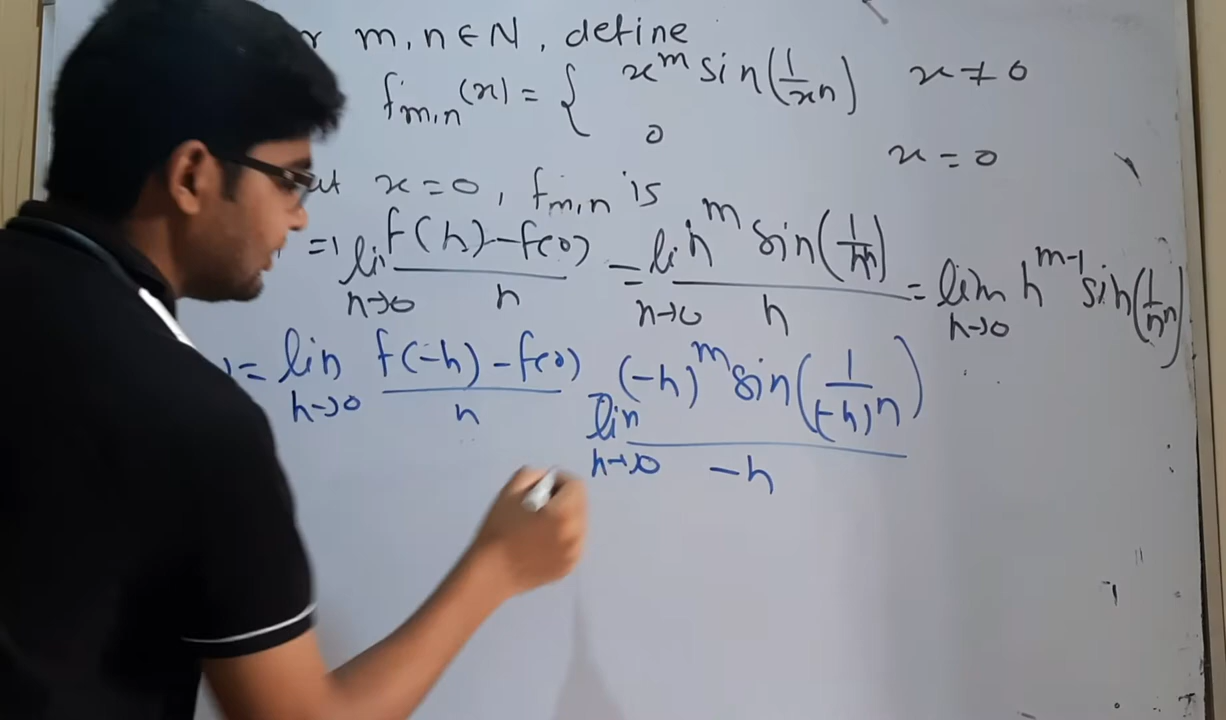 m, n ∈ N, define
f_{m,n}(x) = { x^m sin(1/x^n) x ≠ 0
0 x = 0
x = 0, f_{m,n} is
= lim_{h→0} (f(h) - f(0))/h = lim_{h→0} (h^m sin(1/h^n))/h = lim_{h→0} h^{m-1} sin(1/h^n)
) = lim_{h→0} (f(-h) - f(0))/h lim_{h→0} ((-h)^m sin(1/(-h)^n))/(-h)